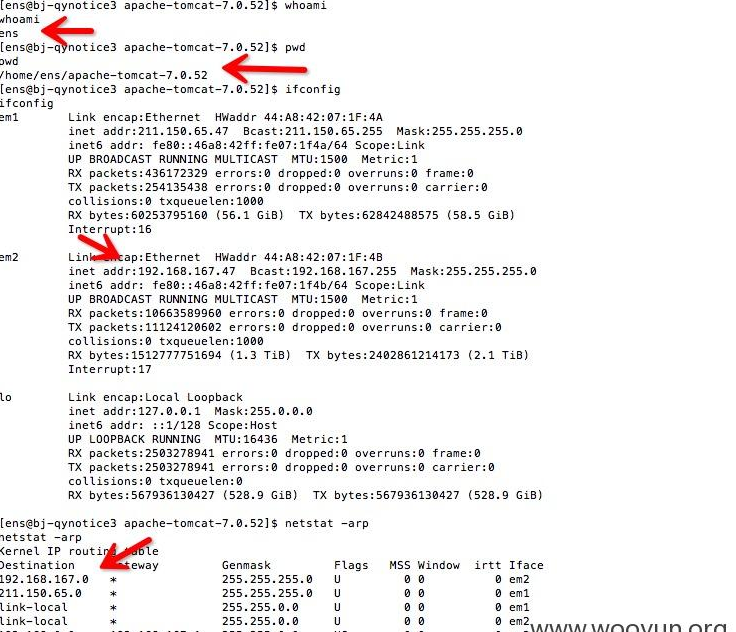 [ens@bj-qynotice3 apache-tomcat-7.0.52]$ whoami
whoami
ens
[ens@bj-qynotice3 apache-tomcat-7.0.52]$ pwd
pwd
/home/ens/apache-tomcat-7.0.52
[ens@bj-qynotice3 apache-tomcat-7.0.52]$ ifconfig
ifconfig
em1 Link encap:Ethernet HWaddr 44:A8:42:07:1F:4A
inet addr:211.150.65.47 Bcast:211.150.65.255 Mask:255.255.255.0
inet6 addr: fe80::46a8:42ff:fe07:1f4a/64 Scope:Link
UP BROADCAST RUNNING MULTICAST MTU:1500 Metric:1
RX packets:436172329 errors:0 dropped:0 overruns:0 frame:0
TX packets:254135438 errors:0 dropped:0 overruns:0 carrier:0
collisions:0 txqueuelen:1000
RX bytes:60253795160 (56.1 GiB) TX bytes:62842488575 (58.5 GiB)
Interrupt:16
em2 Link encap:Ethernet HWaddr 44:A8:42:07:1F:4B
inet addr:192.168.167.47 Bcast:192.168.167.255 Mask:255.255.255.0
inet6 addr: fe80::46a8:42ff:fe07:1f4b/64 Scope:Link
UP BROADCAST RUNNING MULTICAST MTU:1500 Metric:1
RX packets:10663589960 errors:0 dropped:0 overruns:0 frame:0
TX packets:11124120602 errors:0 dropped:0 overruns:0 carrier:0
collisions:0 txqueuelen:1000
RX bytes:1512777751694 (1.3 TiB) TX bytes:2402861214173 (2.1 TiB)
Interrupt:17
lo Link encap:Local Loopback
inet addr:127.0.0.1 Mask:255.0.0.0
inet6 addr: ::1/128 Scope:Host
UP LOOPBACK RUNNING MTU:16436 Metric:1
RX packets:2503278941 errors:0 dropped:0 overruns:0 frame:0
TX packets:2503278941 errors:0 dropped:0 overruns:0 carrier:0
collisions:0 txqueuelen:0
RX bytes:567936130427 (528.9 GiB) TX bytes:567936130427 (528.9 GiB)
[ens@bj-qynotice3 apache-tomcat-7.0.52]$ netstat -arp
netstat -arp
Kernel IP routing table
Destination Gateway Genmask Flags MSS Window irtt Iface
192.168.167.0 * 255.255.255.0 U 0 0 0 em2
211.150.65.0 * 255.255.255.0 U 0 0 0 em1
link-local * 255.255.0.0 U 0 0 0 em1
link-local * 255.255.0.0 U 0 0 0 em2
www.wooyun.org